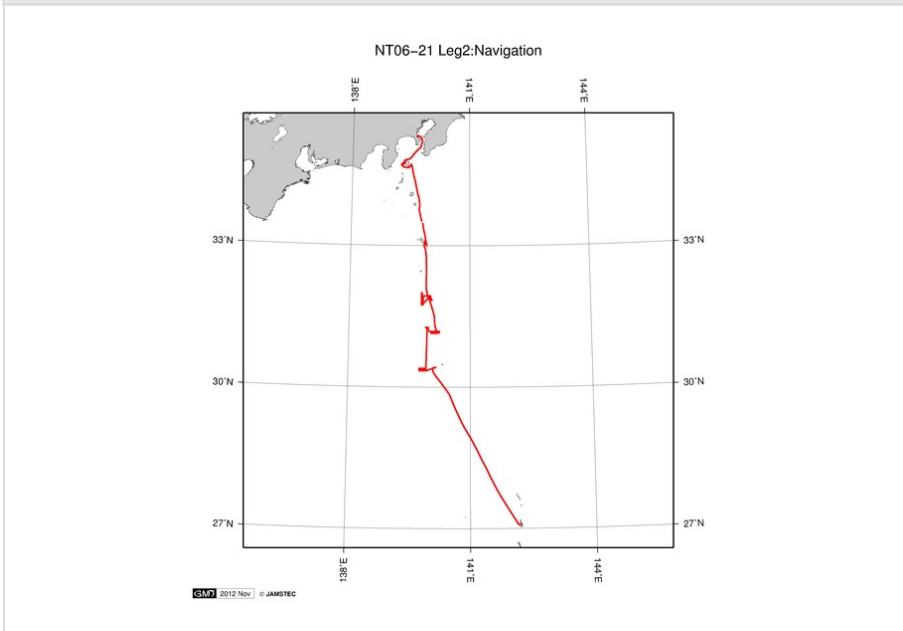 NT06−21 Leg2:Navigation
138˚E 141˚E 144˚E
33˚N 33˚N
30˚N 30˚N
27˚N 27˚N
138˚E 141˚E 144˚E
GMT 2012 Nov © JAMSTEC